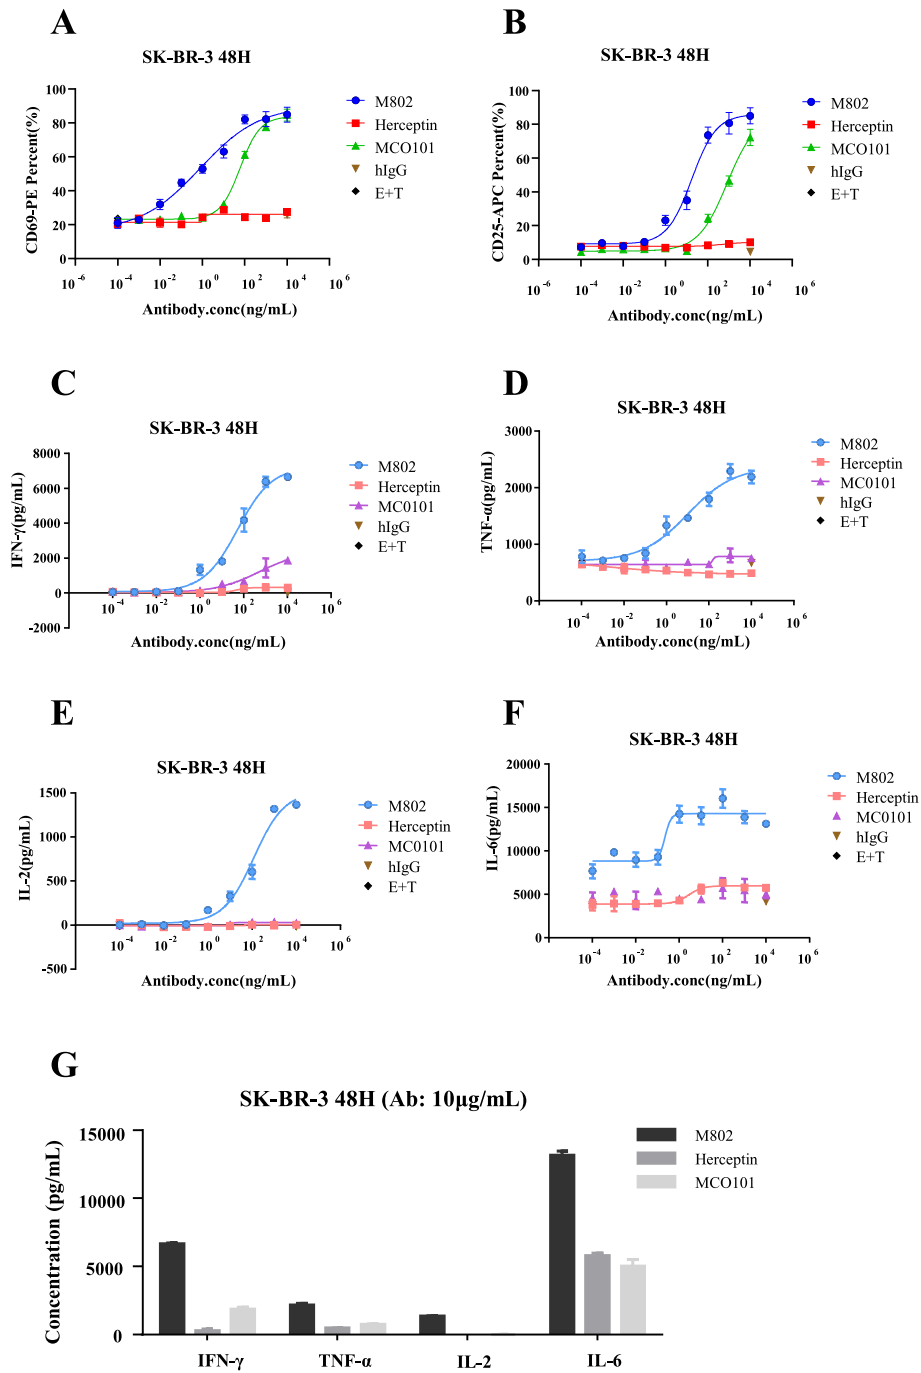 A
SK-BR-3 48H
CD69-PE Percent(%)
100
80
60
40
20
0
10⁻⁶ 10⁻⁴ 10⁻² 10⁰ 10² 10⁴ 10⁶
Antibody.conc(ng/mL)
M802
Herceptin
MCO101
hIgG
E+T
B
SK-BR-3 48H
CD25-APC Percent(%)
100
80
60
40
20
0
10⁻⁶ 10⁻⁴ 10⁻² 10⁰ 10² 10⁴ 10⁶
Antibody.conc(ng/mL)
M802
Herceptin
MCO101
hIgG
E+T
C
SK-BR-3 48H
IFN-γ(pg/mL)
8000
6000
4000
2000
0
-2000
10⁻⁴ 10⁻² 10⁰ 10² 10⁴ 10⁶
Antibody.conc(ng/mL)
M802
Herceptin
MC0101
hIgG
E+T
D
SK-BR-3 48H
TNF-α(pg/mL)
3000
2000
1000
0
10⁻⁴ 10⁻² 10⁰ 10² 10⁴ 10⁶
Antibody.conc(ng/mL)
M802
Herceptin
MC0101
hIgG
E+T
E
SK-BR-3 48H
IL-2(pg/mL)
1500
1000
500
0
-500
10⁻⁴ 10⁻² 10⁰ 10² 10⁴ 10⁶
Antibody.conc(ng/mL)
M802
Herceptin
MC0101
hIgG
E+T
F
SK-BR-3 48H
IL-6(pg/mL)
20000
15000
10000
5000
0
10⁻⁴ 10⁻² 10⁰ 10² 10⁴ 10⁶
Antibody.conc(ng/mL)
M802
Herceptin
MC0101
hIgG
E+T
G
SK-BR-3 48H (Ab: 10μg/mL)
Concentration (pg/mL)
15000
10000
5000
0
IFN-γ TNF-α IL-2 IL-6
M802
Herceptin
MCO101